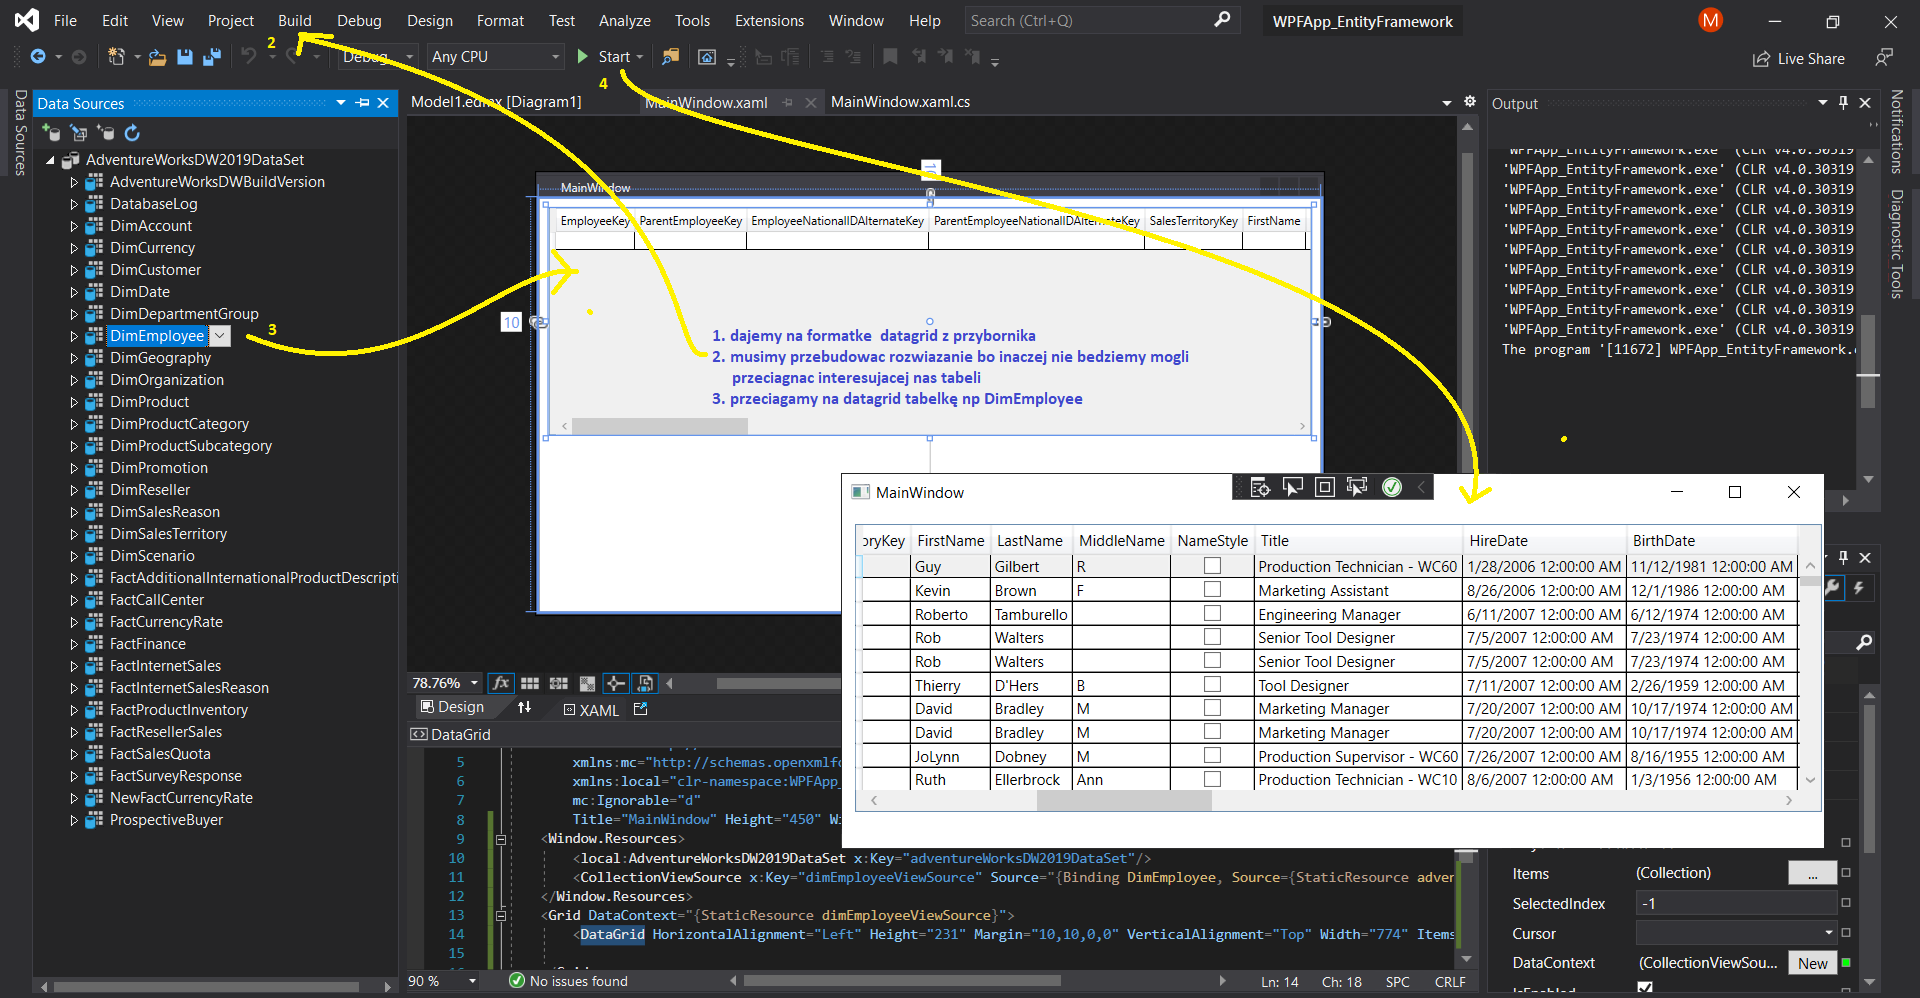 File Edit View Project Build Debug Design Format Test Analyze Tools Extensions Window Help Search (Ctrl+Q) WPFApp_EntityFramework M
2 Debug Any CPU Start Live Share
4
Data Sources
Data Sources
AdventureWorksDW2019DataSet
AdventureWorksDWBuildVersion
DatabaseLog
DimAccount
DimCurrency
DimCustomer
DimDate
DimDepartmentGroup
DimEmployee 3
DimGeography
DimOrganization
DimProduct
DimProductCategory
DimProductSubcategory
DimPromotion
DimReseller
DimSalesReason
DimSalesTerritory
DimScenario
FactAdditionalInternationalProductDescripti
FactCallCenter
FactCurrencyRate
FactFinance
FactInternetSales
FactInternetSalesReason
FactProductInventory
FactResellerSales
FactSalesQuota
FactSurveyResponse
NewFactCurrencyRate
ProspectiveBuyer
Model1.edmx [Diagram1] MainWindow.xaml MainWindow.xaml.cs
MainWindow
EmployeeKey ParentEmployeeKey EmployeeNationalIDAlternateKey ParentEmployeeNationalIDAlternateKey SalesTerritoryKey FirstName
10
1. dajemy na formatke datagrid z przybornika
2. musimy przebudowac rozwiazanie bo inaczej nie bedziemy mogli
przeciagnac interesujacej nas tabeli
3. przeciagamy na datagrid tabelkę np DimEmployee
78.76% fx
Design XAML
DataGrid
5 xmlns:mc="http://schemas.openxmlfo
6 xmlns:local="clr-namespace:WPFApp_
7 mc:Ignorable="d"
8 Title="MainWindow" Height="450" Wi
9 <Window.Resources>
10 <local:AdventureWorksDW2019DataSet x:Key="adventureWorksDW2019DataSet"/>
11 <CollectionViewSource x:Key="dimEmployeeViewSource" Source="{Binding DimEmployee, Source={StaticResource adven
12 </Window.Resources>
13 <Grid DataContext="{StaticResource dimEmployeeViewSource}">
14 <DataGrid HorizontalAlignment="Left" Height="231" Margin="10,10,0,0" VerticalAlignment="Top" Width="774" Items
15
90 % No issues found Ln: 14 Ch: 18 SPC CRLF
MainWindow
oryKey FirstName LastName MiddleName NameStyle Title HireDate BirthDate
Guy Gilbert R Production Technician - WC60 1/28/2006 12:00:00 AM 11/12/1981 12:00:00 AM
Kevin Brown F Marketing Assistant 8/26/2006 12:00:00 AM 12/1/1986 12:00:00 AM
Roberto Tamburello Engineering Manager 6/11/2007 12:00:00 AM 6/12/1974 12:00:00 AM
Rob Walters Senior Tool Designer 7/5/2007 12:00:00 AM 7/23/1974 12:00:00 AM
Rob Walters Senior Tool Designer 7/5/2007 12:00:00 AM 7/23/1974 12:00:00 AM
Thierry D'Hers B Tool Designer 7/11/2007 12:00:00 AM 2/26/1959 12:00:00 AM
David Bradley M Marketing Manager 7/20/2007 12:00:00 AM 10/17/1974 12:00:00 AM
David Bradley M Marketing Manager 7/20/2007 12:00:00 AM 10/17/1974 12:00:00 AM
JoLynn Dobney M Production Supervisor - WC60 7/26/2007 12:00:00 AM 8/16/1955 12:00:00 AM
Ruth Ellerbrock Ann Production Technician - WC10 8/6/2007 12:00:00 AM 1/3/1956 12:00:00 AM
Output
'WPFApp_EntityFramework.exe' (CLR v4.0.30319
'WPFApp_EntityFramework.exe' (CLR v4.0.30319
'WPFApp_EntityFramework.exe' (CLR v4.0.30319
'WPFApp_EntityFramework.exe' (CLR v4.0.30319
'WPFApp_EntityFramework.exe' (CLR v4.0.30319
'WPFApp_EntityFramework.exe' (CLR v4.0.30319
'WPFApp_EntityFramework.exe' (CLR v4.0.30319
'WPFApp_EntityFramework.exe' (CLR v4.0.30319
'WPFApp_EntityFramework.exe' (CLR v4.0.30319
'WPFApp_EntityFramework.exe' (CLR v4.0.30319
The program '[11672] WPFApp_EntityFramework.
Notifications
Diagnostic Tools
Items (Collection) ...
SelectedIndex -1
Cursor
DataContext (CollectionViewSou... New
IsEnabled